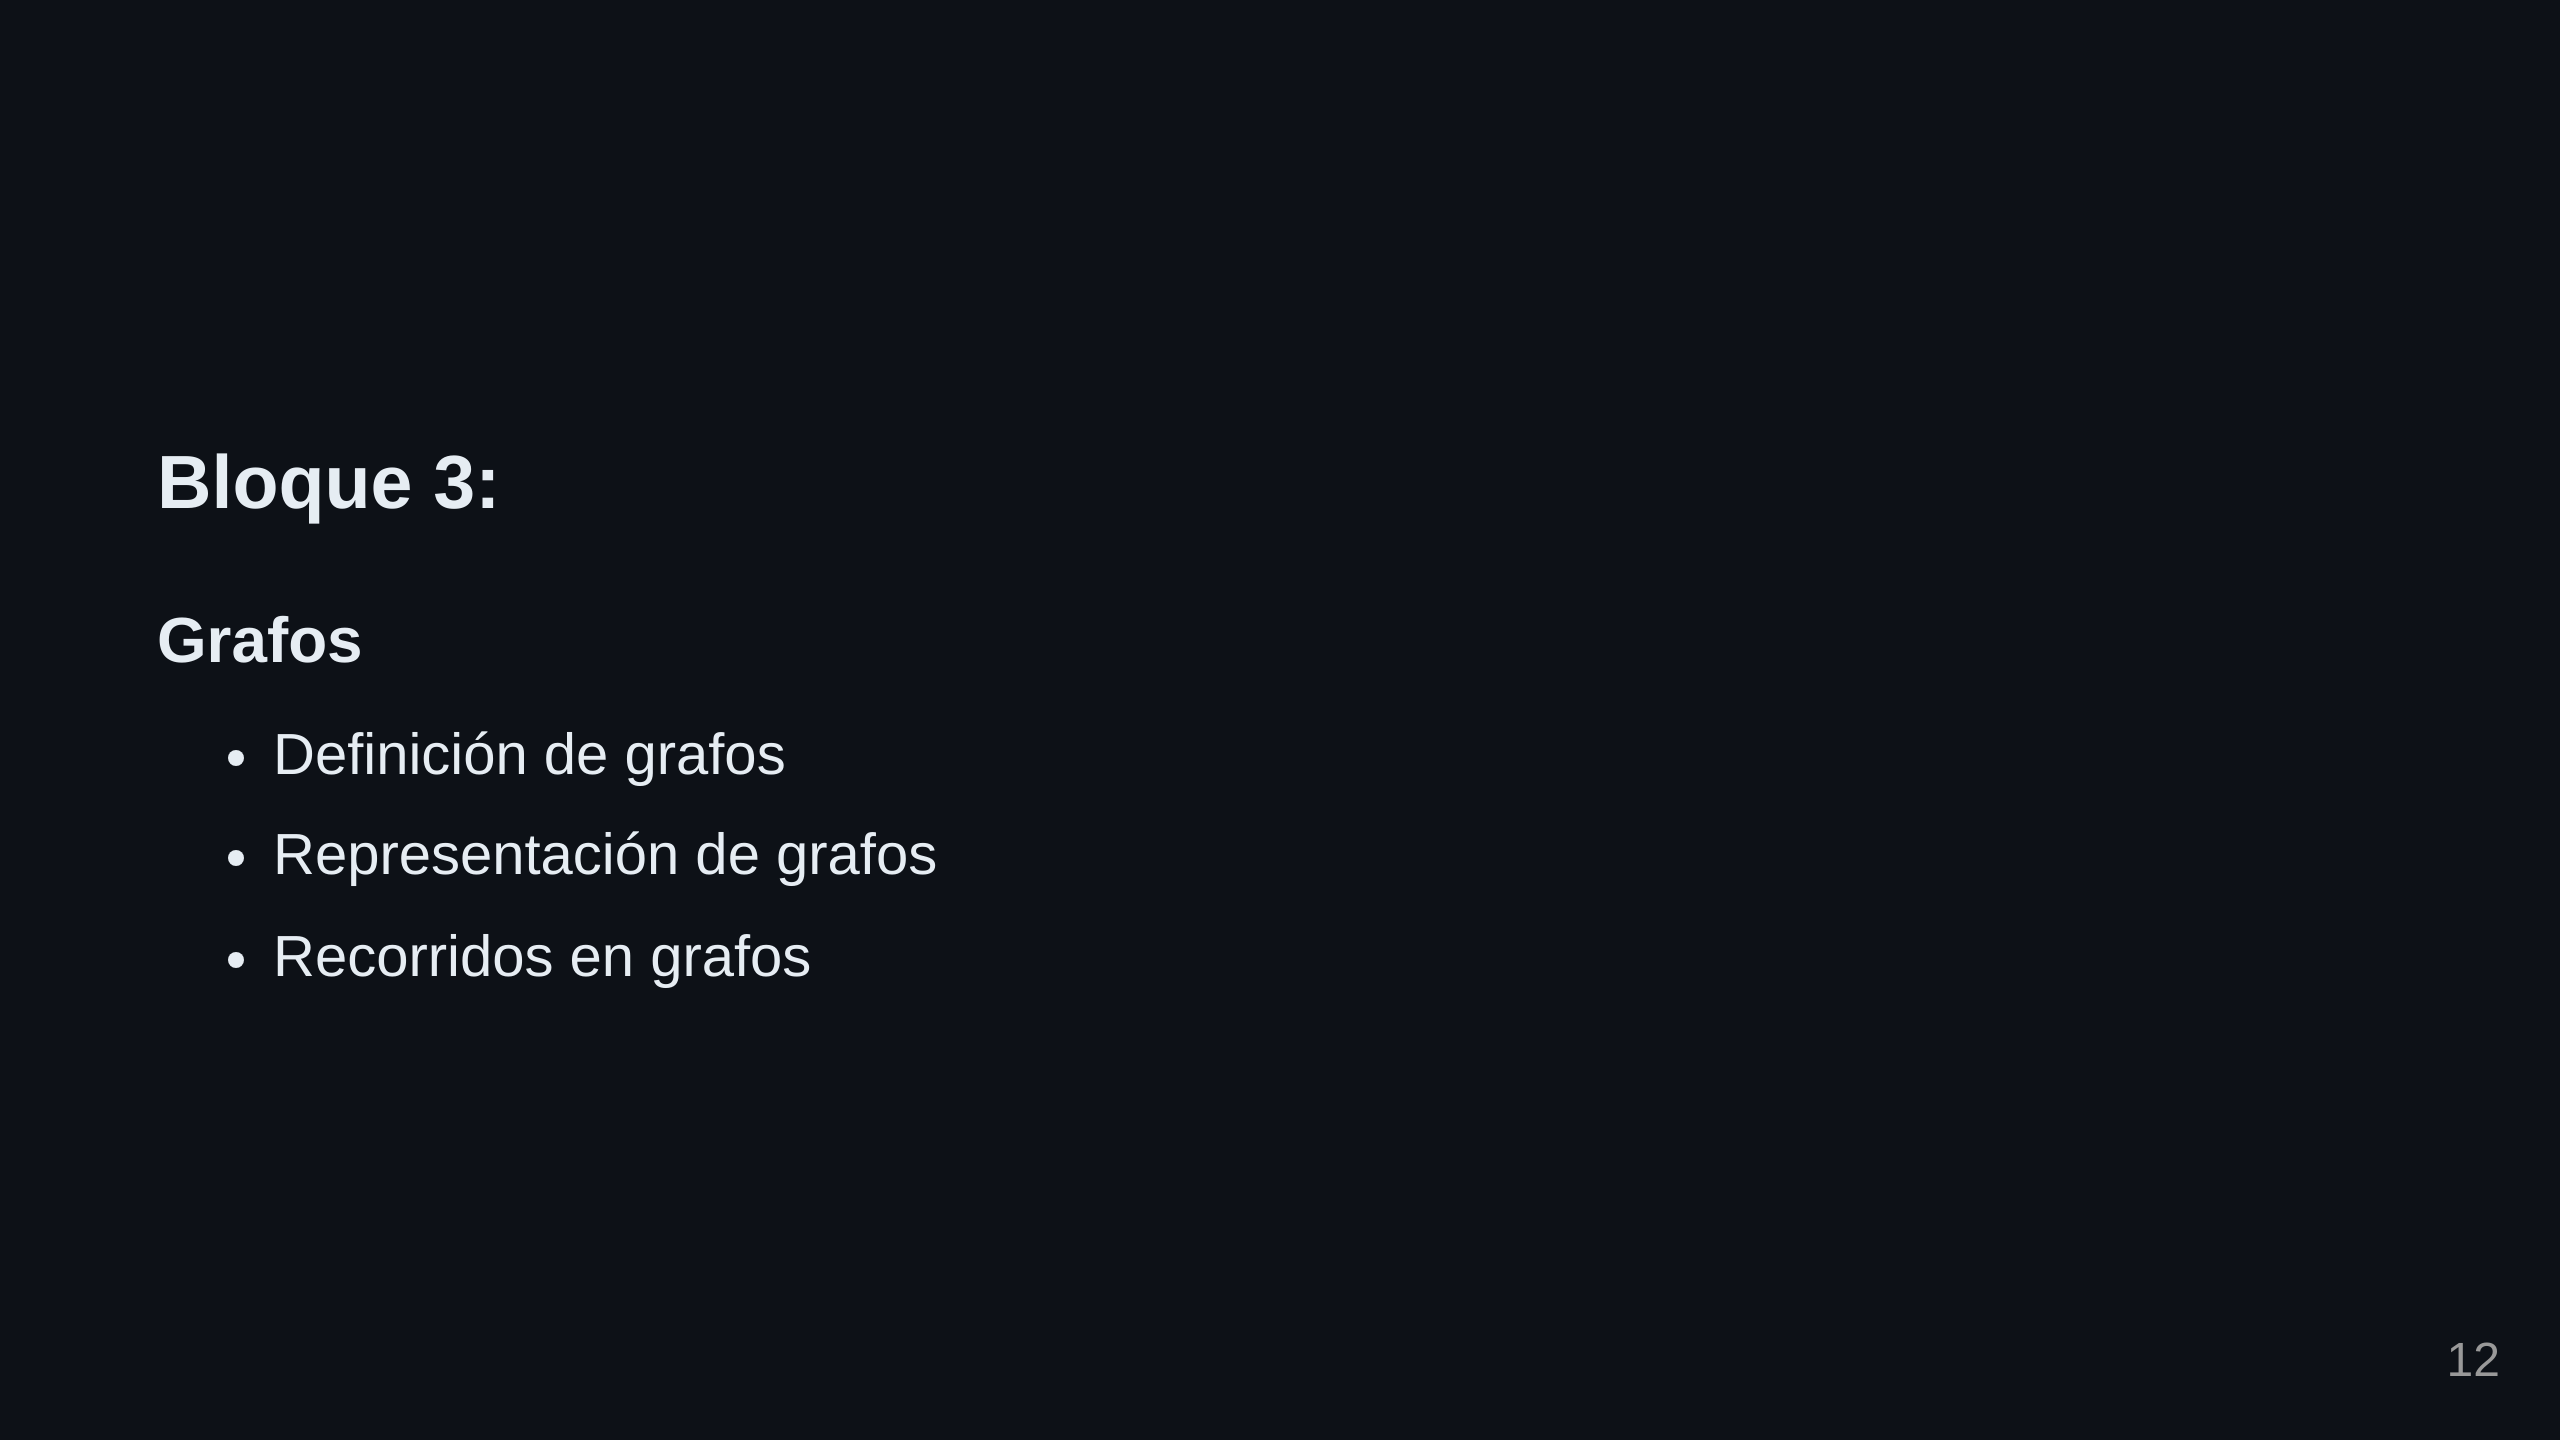 Bloque 3:
Grafos
• Definición de grafos
• Representación de grafos
• Recorridos en grafos
12